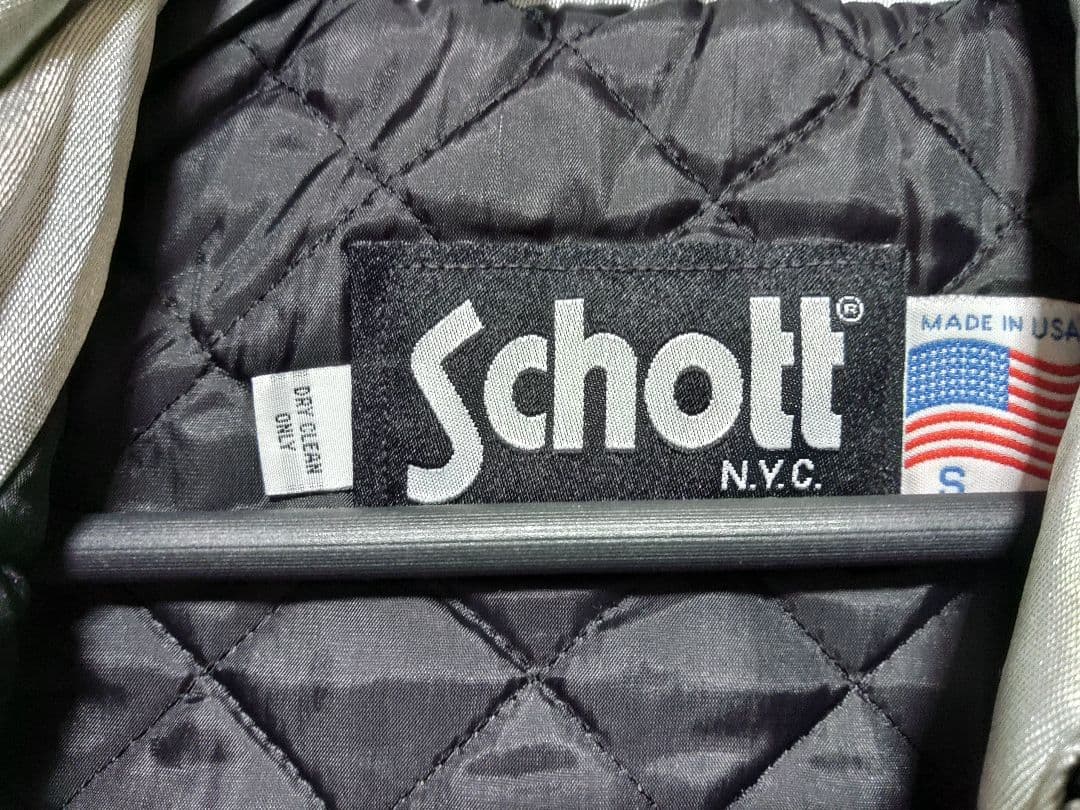 Schott®
N.Y.C.
DRY CLEAN
ONLY
MADE IN USA
S